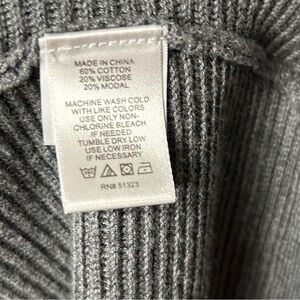 MADE IN CHINA
60% COTTON
20% VISCOSE
20% MODAL
MACHINE WASH COLD
WITH LIKE COLORS
USE ONLY NON-
CHLORINE BLEACH
IF NEEDED
TUMBLE DRY LOW
USE LOW IRON
IF NECESSARY
RN# 51323